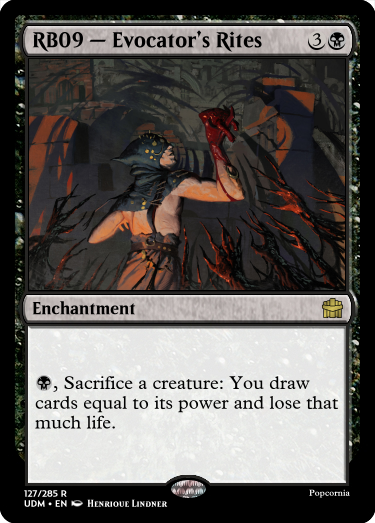 RB09 — Evocator's Rites 3
Enchantment
, Sacrifice a creature: You draw
cards equal to its power and lose that
much life.
127/285 R Popcornia
UDM • EN Henrique Lindner